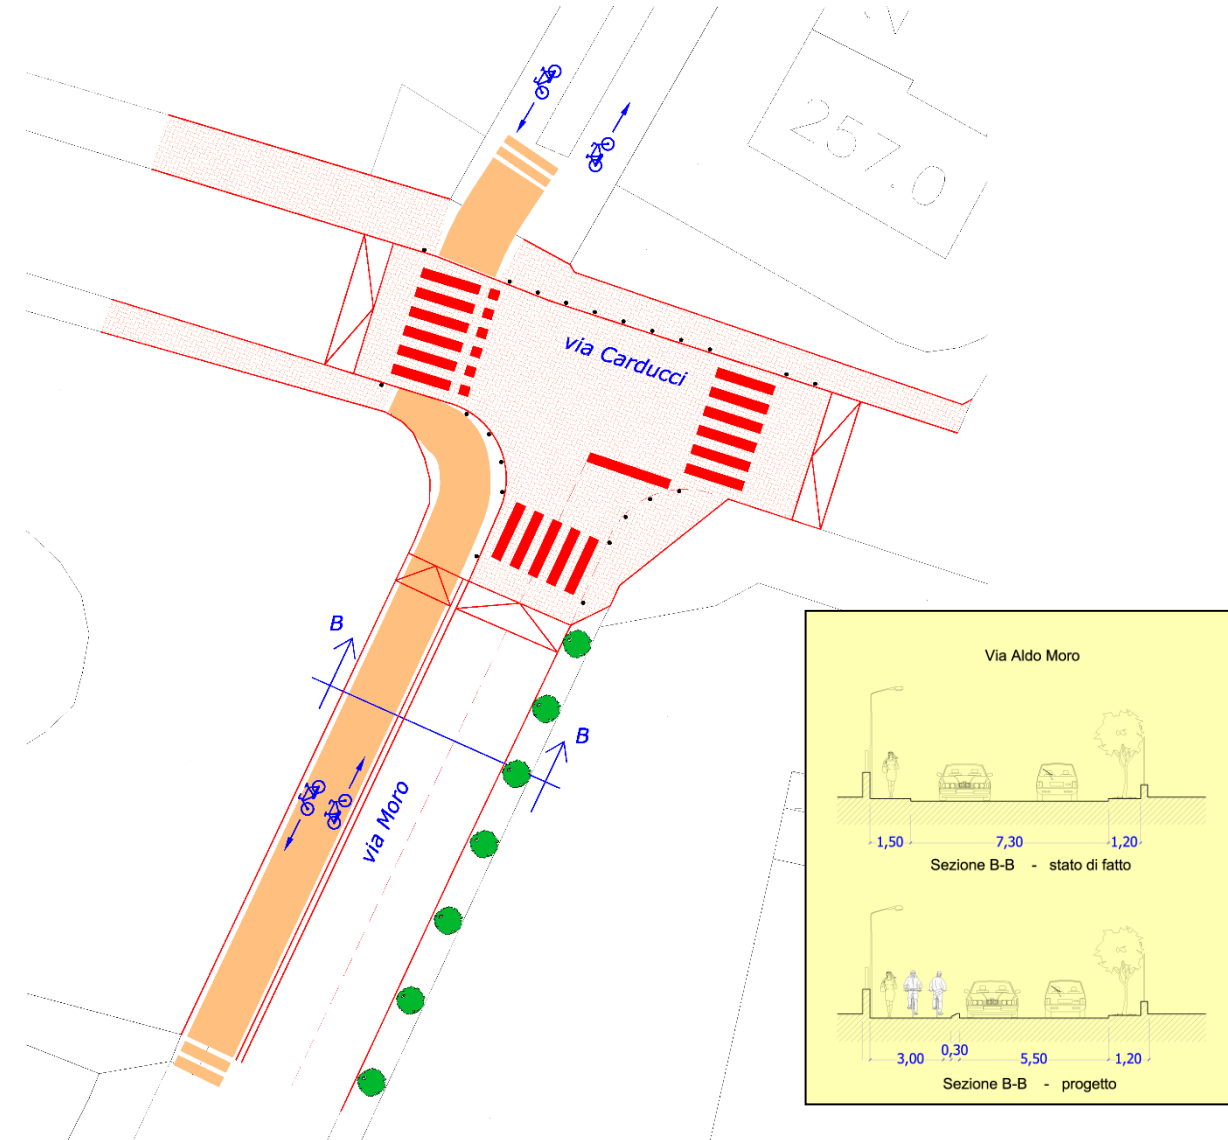 257.0
via Carducci
B
B
via Moro
Via Aldo Moro
1,50 7,30 1,20
Sezione B-B - stato di fatto
0,30
3,00 5,50 1,20
Sezione B-B - progetto